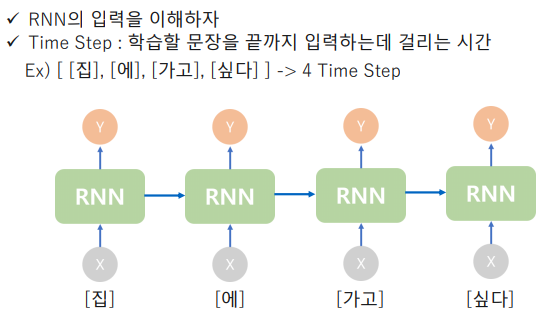 ✓ RNN의 입력을 이해하자
✓ Time Step : 학습할 문장을 끝까지 입력하는데 걸리는 시간
Ex) [ [집], [에], [가고], [싶다] ] -> 4 Time Step
Y Y Y Y
RNN RNN RNN RNN
X X X X
[집] [에] [가고] [싶다]